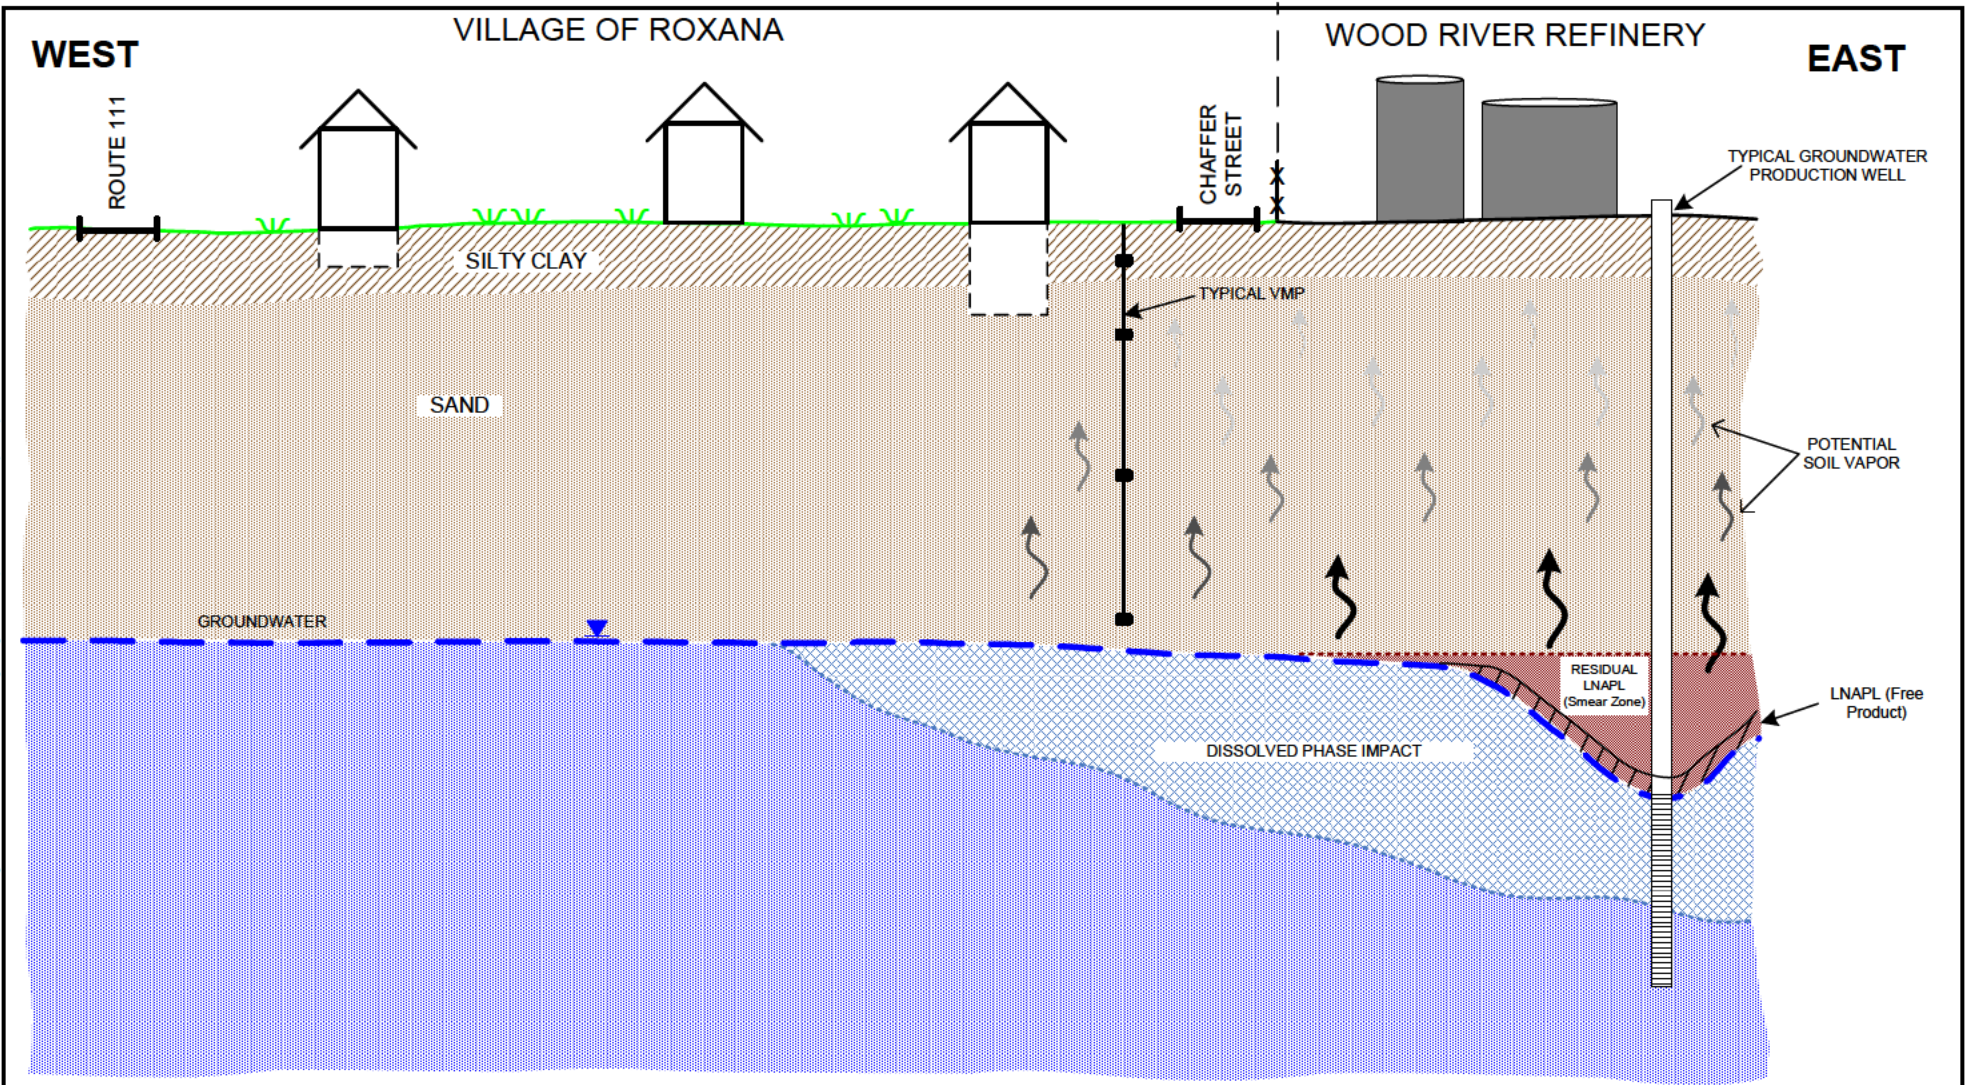 VILLAGE OF ROXANA
WOOD RIVER REFINERY
WEST
EAST
ROUTE 111
CHAFFER
STREET
X
X
TYPICAL GROUNDWATER
PRODUCTION WELL
SILTY CLAY
TYPICAL VMP
SAND
POTENTIAL
SOIL VAPOR
GROUNDWATER
RESIDUAL
LNAPL
(Smear Zone)
LNAPL (Free
Product)
DISSOLVED PHASE IMPACT